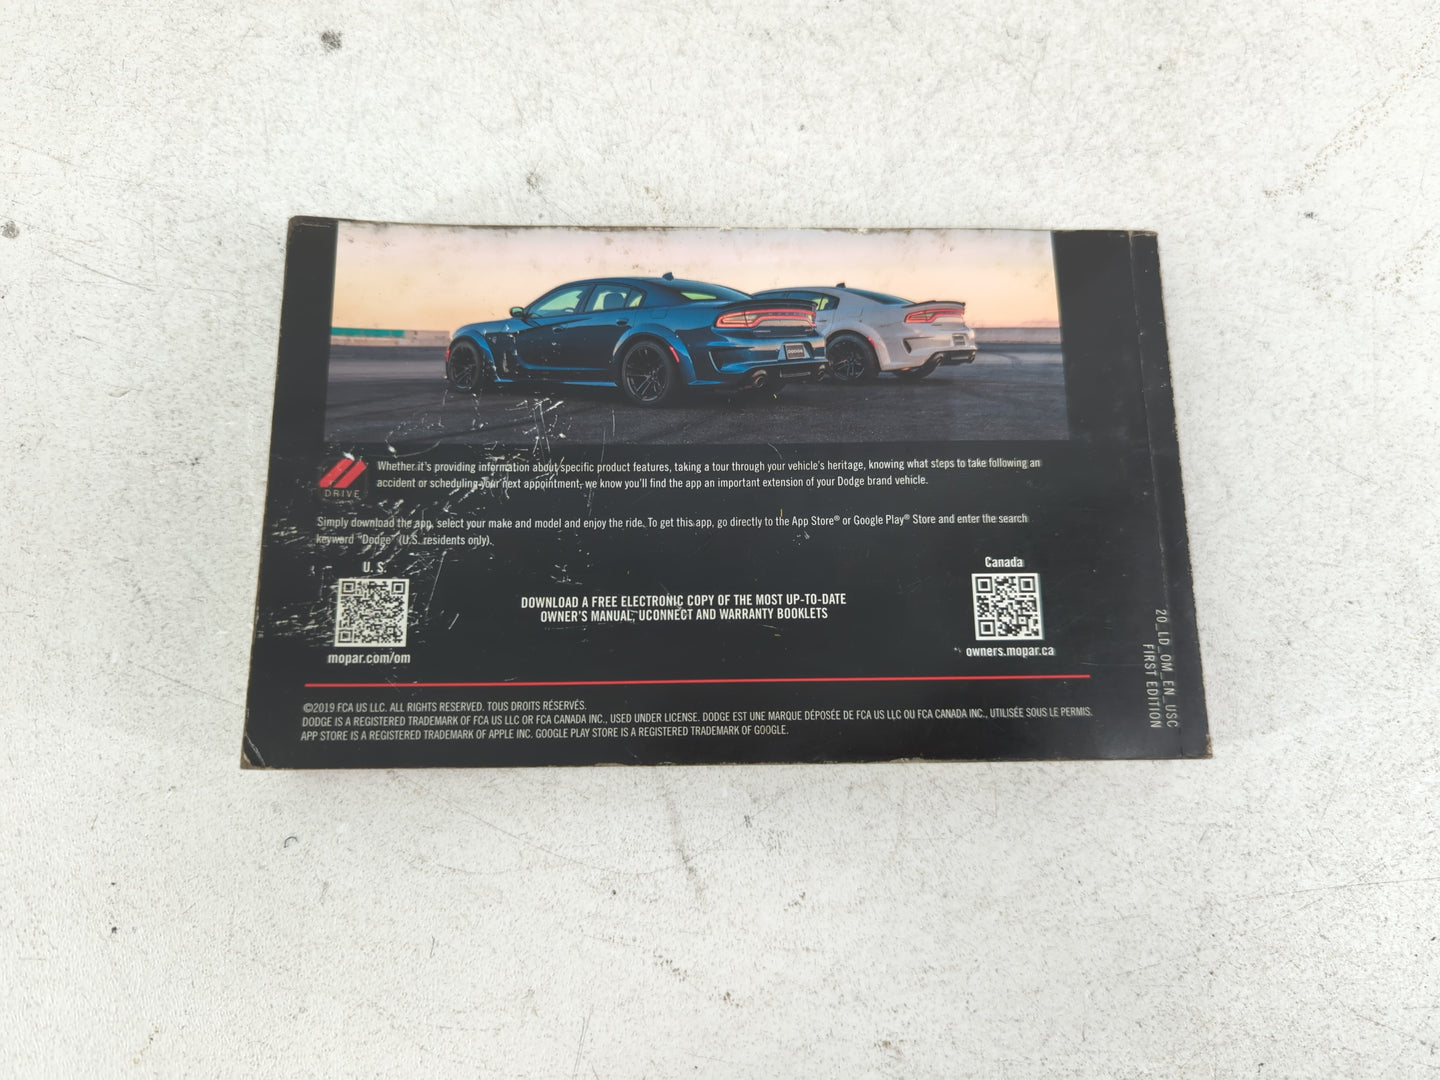 DRIVE
Whether it's providing information about specific product features, taking a tour through your vehicle's heritage, knowing what steps to take following an
accident or scheduling your next appointment, we know you'll find the app an important extension of your Dodge brand vehicle.
Simply download the app, select your make and model and enjoy the ride. To get this app, go directly to the App Store® or Google Play® Store and enter the search
keyword "Dodge" (U.S. residents only).
U. S.
mopar.com/om
DOWNLOAD A FREE ELECTRONIC COPY OF THE MOST UP-TO-DATE
OWNER'S MANUAL, UCONNECT AND WARRANTY BOOKLETS
Canada
owners.mopar.ca
©2019 FCA US LLC. ALL RIGHTS RESERVED. TOUS DROITS RÉSERVÉS.
DODGE IS A REGISTERED TRADEMARK OF FCA US LLC OR FCA CANADA INC., USED UNDER LICENSE. DODGE EST UNE MARQUE DÉPOSÉE DE FCA US LLC OU FCA CANADA INC., UTILISÉE SOUS LE PERMIS.
APP STORE IS A REGISTERED TRADEMARK OF APPLE INC. GOOGLE PLAY STORE IS A REGISTERED TRADEMARK OF GOOGLE.
20_LD_OM_EN_USC
FIRST EDITION